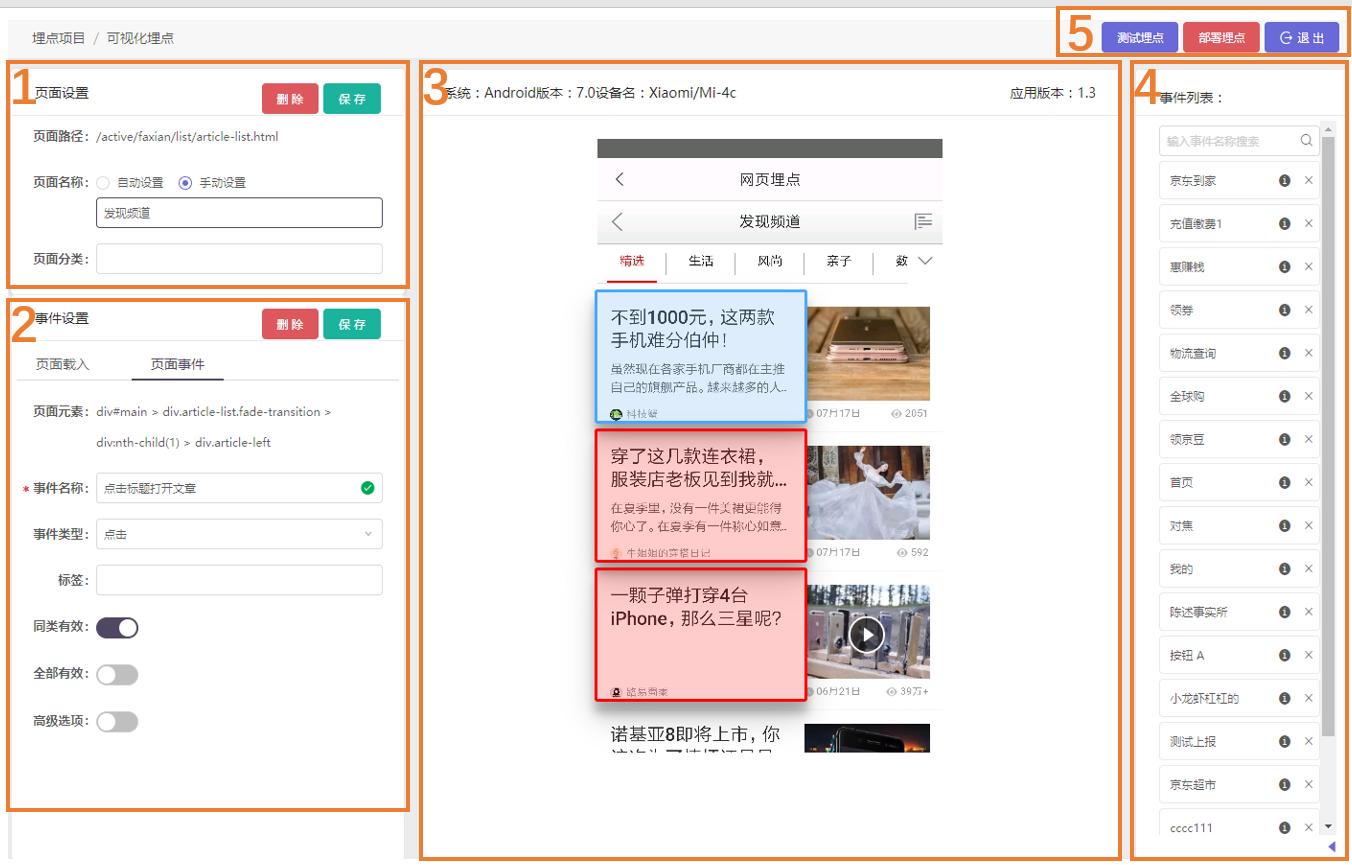 埋点项目 / 可视化埋点
5
测试埋点
部署埋点
退 出
1
页面设置
删 除
保 存
页面路径：/active/faxian/list/article-list.html
页面名称：
自动设置
手动设置
发现频道
页面分类：
2
事件设置
删 除
保 存
页面载入
页面事件
页面元素：div#main > div.article-list.fade-transition >
div:nth-child(1) > div.article-left
* 事件名称：点击标题打开文章
事件类型：点击
标签：
同类有效：
全部有效：
高级选项：
3
系统：Android版本：7.0设备名：Xiaomi/Mi-4c
应用版本：1.3
网页埋点
发现频道
精选
生活
风尚
亲子
数
不到1000元，这两款
手机难分伯仲！
虽然现在各家手机厂商都在主推
自己的旗舰产品。越来越多的人..
科技蟹
07月17日
2051
穿了这几款连衣裙，
服装店老板见到我就...
在夏季里，没有一件美裙更能得
你心了。在夏季有一件称心如意..
牛姐姐的穿搭日记
07月17日
592
一颗子弹打穿4台
iPhone，那么三星呢？
06月21日
39万+
诺基亚8即将上市，你
4
事件列表：
输入事件名称搜索
京东到家
充值缴费1
惠赚钱
领券
物流查询
全球购
领京豆
首页
对焦
我的
陈述事实所
按钮 A
小龙虾杠杠的
测试上报
京东超市
cccc111